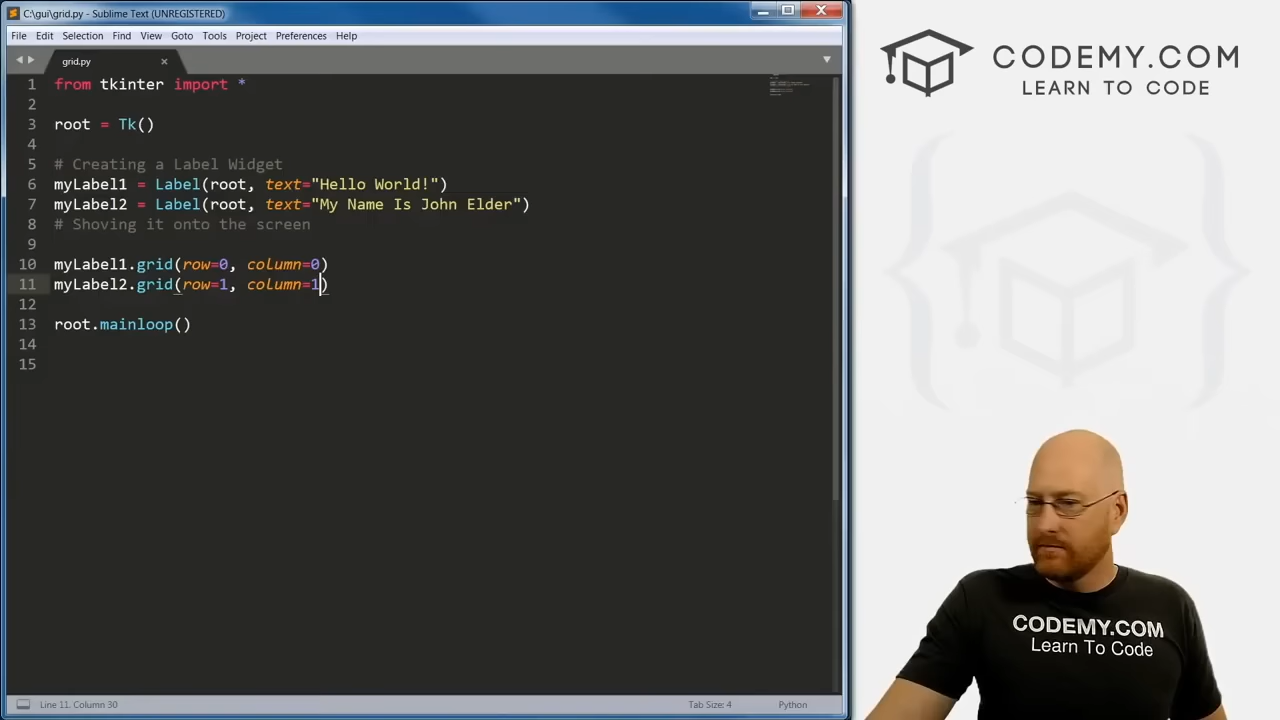 C:\gui\grid.py - Sublime Text (UNREGISTERED)
File Edit Selection Find View Goto Tools Project Preferences Help
grid.py
1 from tkinter import *
2
3 root = Tk()
4
5 # Creating a Label Widget
6 myLabel1 = Label(root, text="Hello World!")
7 myLabel2 = Label(root, text="My Name Is John Elder")
8 # Shoving it onto the screen
9
10 myLabel1.grid(row=0, column=0)
11 myLabel2.grid(row=1, column=1)
12
13 root.mainloop()
14
15
Line 11, Column 30
Tab Size: 4
Python
CODEMY.COM
LEARN TO CODE
CODEMY.COM
Learn To Code